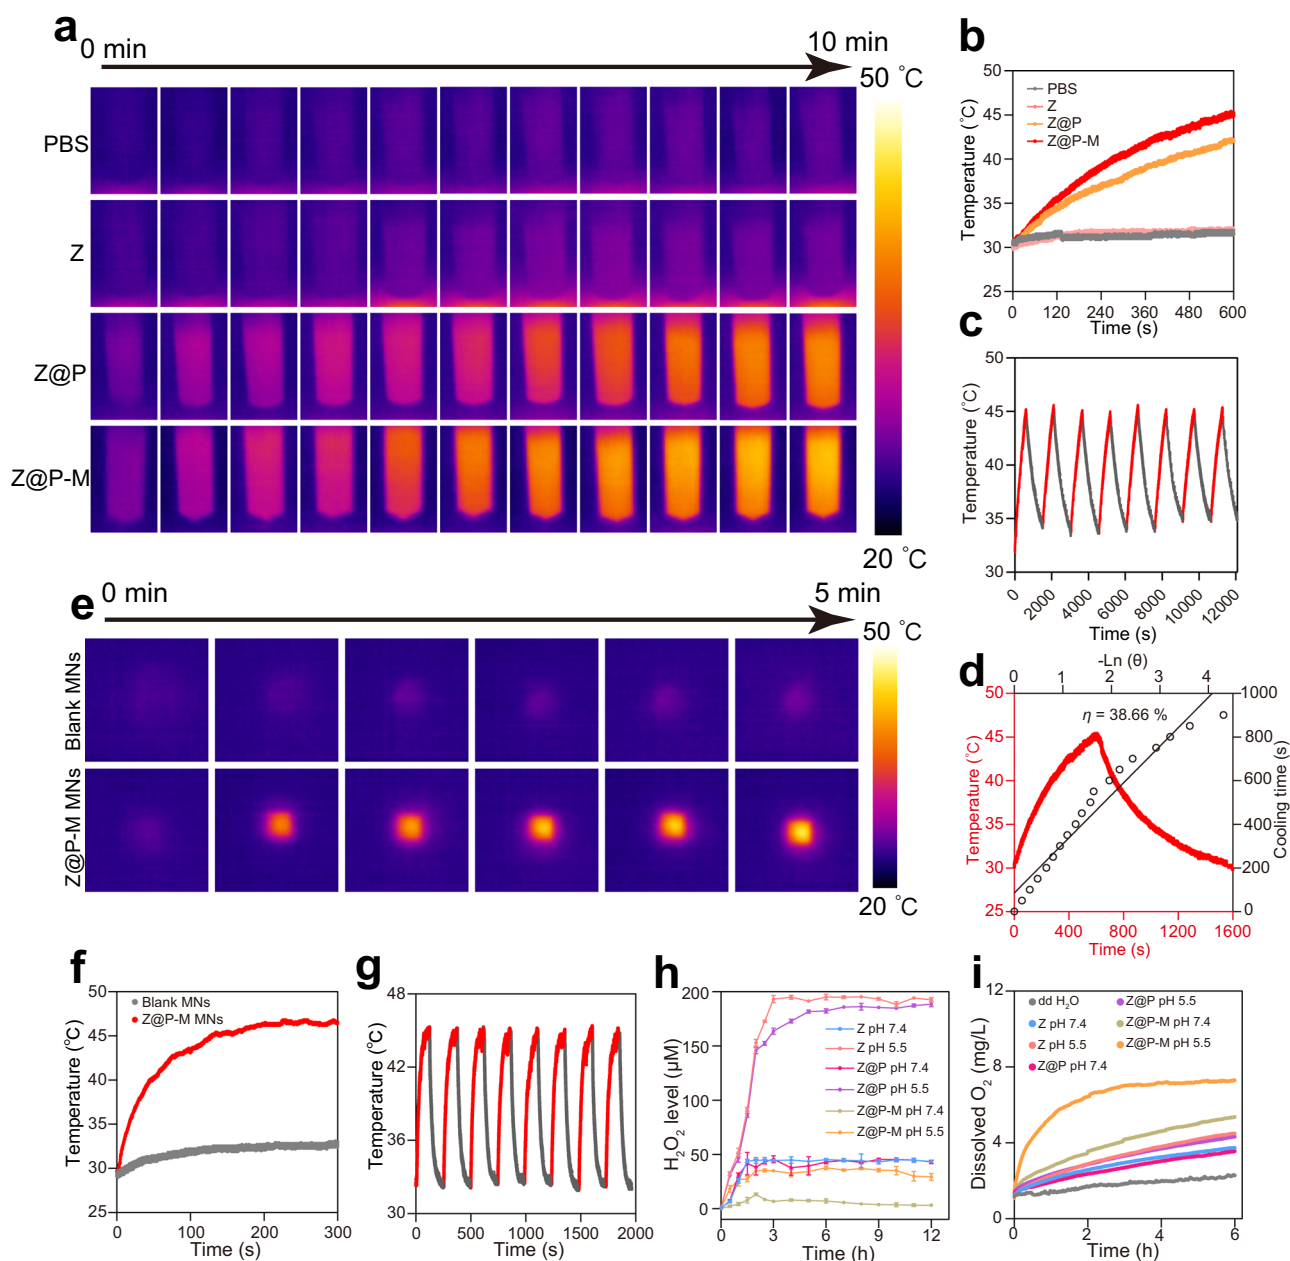 a
0 min
10 min
50 °C
PBS
Z
Z@P
Z@P-M
20 °C
b
50
45
40
35
30
25
Temperature (°C)
PBS
Z
Z@P
Z@P-M
0
120
240
360
480
600
Time (s)
c
50
45
40
35
30
Temperature (°C)
0
2000
4000
6000
8000
10000
12000
Time (s)
d
-Ln (θ)
0
1
2
3
4
50
45
40
35
30
25
Temperature (°C)
η = 38.66 %
1000
800
600
400
200
0
Cooling time (s)
0
400
800
1200
1600
Time (s)
e
0 min
5 min
50 °C
Blank MNs
Z@P-M MNs
20 °C
f
50
45
40
35
30
25
Temperature (°C)
Blank MNs
Z@P-M MNs
0
100
200
300
Time (s)
g
48
42
36
30
Temperature (°C)
0
500
1000
1500
2000
Time (s)
h
200
150
100
50
0
H₂O₂ level (μM)
Z pH 7.4
Z pH 5.5
Z@P pH 7.4
Z@P pH 5.5
Z@P-M pH 7.4
Z@P-M pH 5.5
0
3
6
9
12
Time (h)
i
12
8
4
0
Dissolved O₂ (mg/L)
dd H₂O
Z pH 7.4
Z pH 5.5
Z@P pH 7.4
Z@P pH 5.5
Z@P-M pH 7.4
Z@P-M pH 5.5
0
2
4
6
Time (h)